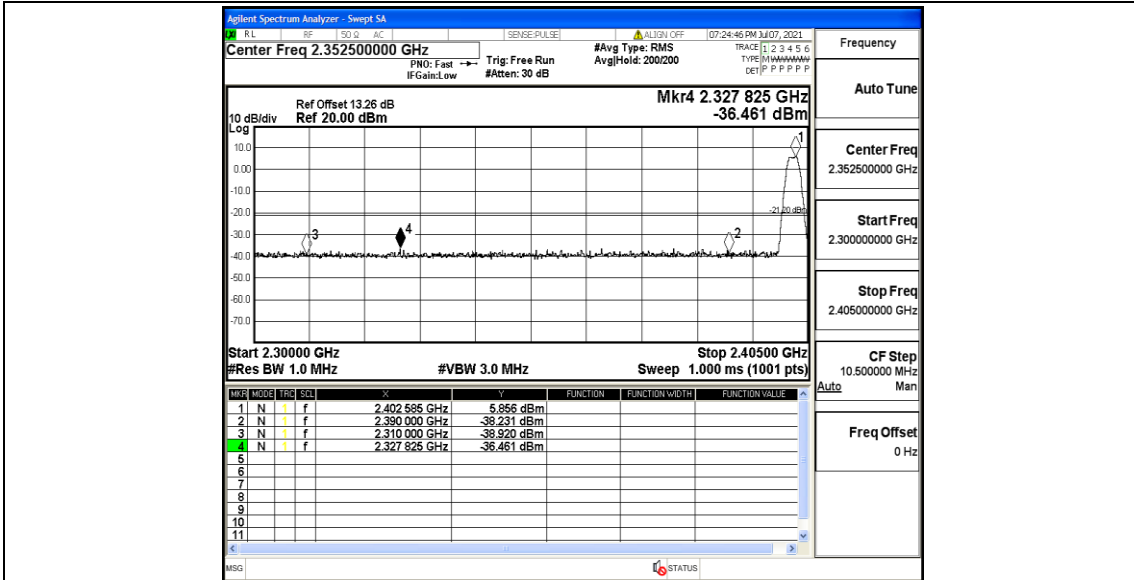 Agilent Spectrum Analyzer - Swept SA
RL RF 50 Ω AC SENSE:PULSE ALIGN OFF 07:24:46 PM Jul 07, 2021
Center Freq 2.352500000 GHz
PNO: Fast
IFGain:Low
Trig: Free Run
#Atten: 30 dB
#Avg Type: RMS
Avg|Hold: 200/200
TRACE 1 2 3 4 5 6
TYPE MWWWWW
DET P P P P P P
Mkr4 2.327 825 GHz
-36.461 dBm
Ref Offset 13.26 dB
10 dB/div Ref 20.00 dBm
Log
10.0
0.00
-10.0
-20.0
-30.0
-40.0
-50.0
-60.0
-70.0
1
-21.20 dBm
3
4
2
Start 2.30000 GHz Stop 2.40500 GHz
#Res BW 1.0 MHz #VBW 3.0 MHz Sweep 1.000 ms (1001 pts)
MKR MODE TRC SCL X Y FUNCTION FUNCTION WIDTH FUNCTION VALUE
1 N 1 f 2.402 585 GHz 5.856 dBm
2 N 1 f 2.390 000 GHz -38.231 dBm
3 N 1 f 2.310 000 GHz -38.920 dBm
4 N 1 f 2.327 825 GHz -36.461 dBm
5
6
7
8
9
10
11
MSG STATUS
Frequency
Auto Tune
Center Freq
2.352500000 GHz
Start Freq
2.300000000 GHz
Stop Freq
2.405000000 GHz
CF Step
10.500000 MHz
Auto Man
Freq Offset
0 Hz